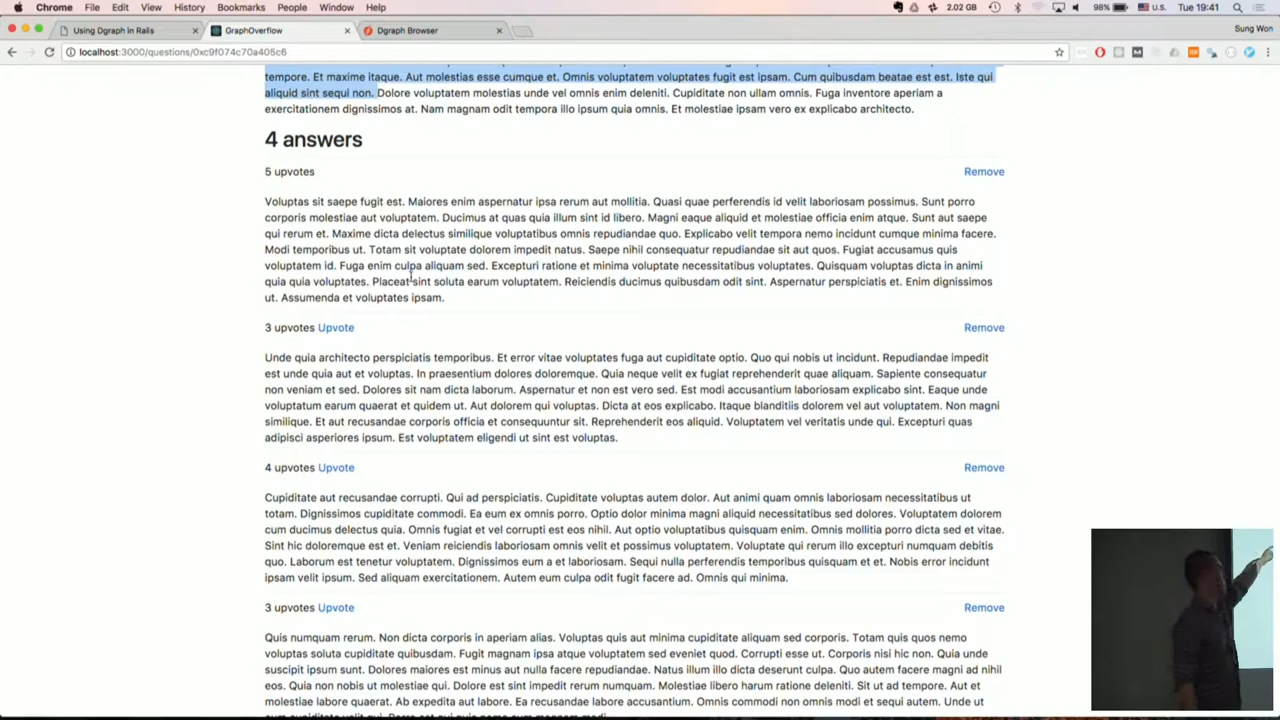 Chrome File Edit View History Bookmarks People Window Help 2.02 GB 98% U.S. Tue 19:41
Using Dgraph in Rails GraphOverflow Dgraph Browser Sung Won
localhost:3000/questions/0xc9f074c70a405c6
tempore. Et maxime itaque. Aut molestias esse cumque et. Omnis voluptatem voluptates fugit est ipsam. Cum quibusdam beatae est est. Iste qui
aliquid sint sequi non. Dolore voluptatem molestias unde vel omnis enim deleniti. Cupiditate non ullam omnis. Fuga inventore aperiam a
exercitationem dignissimos at. Nam magnam odit tempora illo ipsum quia omnis. Et molestiae ipsam vero ex explicabo architecto.
4 answers
5 upvotes Remove
Voluptas sit saepe fugit est. Maiores enim aspernatur ipsa rerum aut mollitia. Quasi quae perferendis id velit laboriosam possimus. Sunt porro
corporis molestiae aut voluptatem. Ducimus at quas quia illum sint id libero. Magni eaque aliquid et molestiae officia enim atque. Sunt aut saepe
qui rerum et. Maxime dicta delectus similique voluptatibus omnis repudiandae quo. Explicabo velit tempora nemo incidunt cumque minima facere.
Modi temporibus ut. Totam sit voluptate dolorem impedit natus. Saepe nihil consequatur repudiandae sit aut quos. Fugiat accusamus quis
voluptatem id. Fuga enim culpa aliquam sed. Excepturi ratione et minima voluptate necessitatibus voluptates. Quisquam voluptas dicta in animi
quia quia voluptates. Placeat sint soluta earum voluptatem. Reiciendis ducimus quibusdam odit sint. Aspernatur perspiciatis et. Enim dignissimos
ut. Assumenda et voluptates ipsam.
3 upvotes Upvote Remove
Unde quia architecto perspiciatis temporibus. Et error vitae voluptates fuga aut cupiditate optio. Quo qui nobis ut incidunt. Repudiandae impedit
est unde quia aut et voluptas. In praesentium dolores doloremque. Quia neque velit ex fugiat reprehenderit quae aliquam. Sapiente consequatur
non veniam et sed. Dolores sit nam dicta laborum. Aspernatur et non est vero sed. Est modi accusantium laboriosam explicabo sint. Eaque unde
voluptatum earum quaerat et quidem ut. Aut dolorem qui voluptas. Dicta at eos explicabo. Itaque blanditiis dolorem vel aut voluptatem. Non magni
similique. Et aut recusandae corporis officia et consequuntur sit. Reprehenderit eos aliquid. Voluptatem vel veritatis unde qui. Excepturi quas
adipisci asperiores ipsum. Est voluptatem eligendi ut sint est voluptas.
4 upvotes Upvote Remove
Cupiditate aut recusandae corrupti. Qui ad perspiciatis. Cupiditate voluptas autem dolor. Aut animi quam omnis laboriosam necessitatibus ut
totam. Dignissimos cupiditate commodi. Ea eum ex omnis porro. Optio dolor minima magni aliquid necessitatibus sed dolores. Voluptatem dolorem
cum ducimus delectus quia. Omnis fugiat et vel corrupti est eos nihil. Aut optio voluptatibus quisquam enim. Omnis mollitia porro dicta sed et vitae.
Sint hic doloremque est et. Veniam reiciendis laboriosam omnis velit et possimus voluptatem. Voluptate qui rerum illo excepturi numquam debitis
quo. Laborum est tenetur voluptatem. Dignissimos eum a et laboriosam. Sequi nulla perferendis temporibus quisquam et et. Nobis error incidunt
ipsam velit ipsum. Sed aliquam exercitationem. Autem eum culpa odit fugit facere ad. Omnis qui minima.
3 upvotes Upvote Remove
Quis numquam rerum. Non dicta corporis in aperiam alias. Voluptas quis aut minima cupiditate aliquam sed corporis. Totam quis quos nemo
voluptas soluta cupiditate quibusdam. Fugit magnam ipsa voluptatem sed eveniet quod. Corrupti esse ut. Corporis nisi hic non. Quia unde
suscipit ipsum sunt. Dolores maiores est minus aut nulla facere repudiandae. Natus illum illo dicta deserunt culpa. Quo autem facere magni ad nihil
eos. Quia non nobis ut molestiae qui. Dolore est sint impedit rerum numquam. Molestiae libero harum ratione deleniti. Sit ut ad tempore. Aut et
molestiae labore quaerat. Ab expedita aut labore. Ea recusandae labore accusantium. Omnis commodi non omnis modi et sequi autem. Unde ut